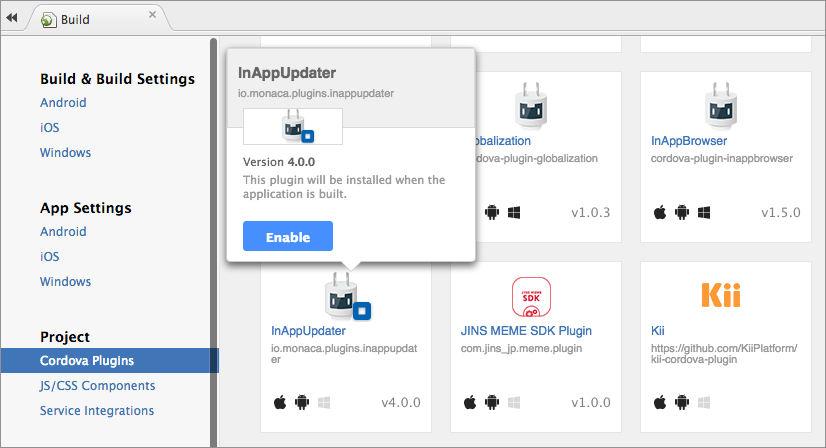 Build
Build & Build Settings
Android
iOS
Windows
App Settings
Android
iOS
Windows
Project
Cordova Plugins
JS/CSS Components
Service Integrations
InAppUpdater
io.monaca.plugins.inappupdater
Version 4.0.0
This plugin will be installed when the
application is built.
Enable
obalization
dova-plugin-globalization
v1.0.3
InAppBrowser
cordova-plugin-inappbrowser
v1.5.0
InAppUpdater
io.monaca.plugins.inappupdat
er
v4.0.0
JINS MEME
SDK
JINS MEME SDK Plugin
com.jins_jp.meme.plugin
v1.0.0
Kii
Kii
https://github.com/KiiPlatform/
kii-cordova-plugin